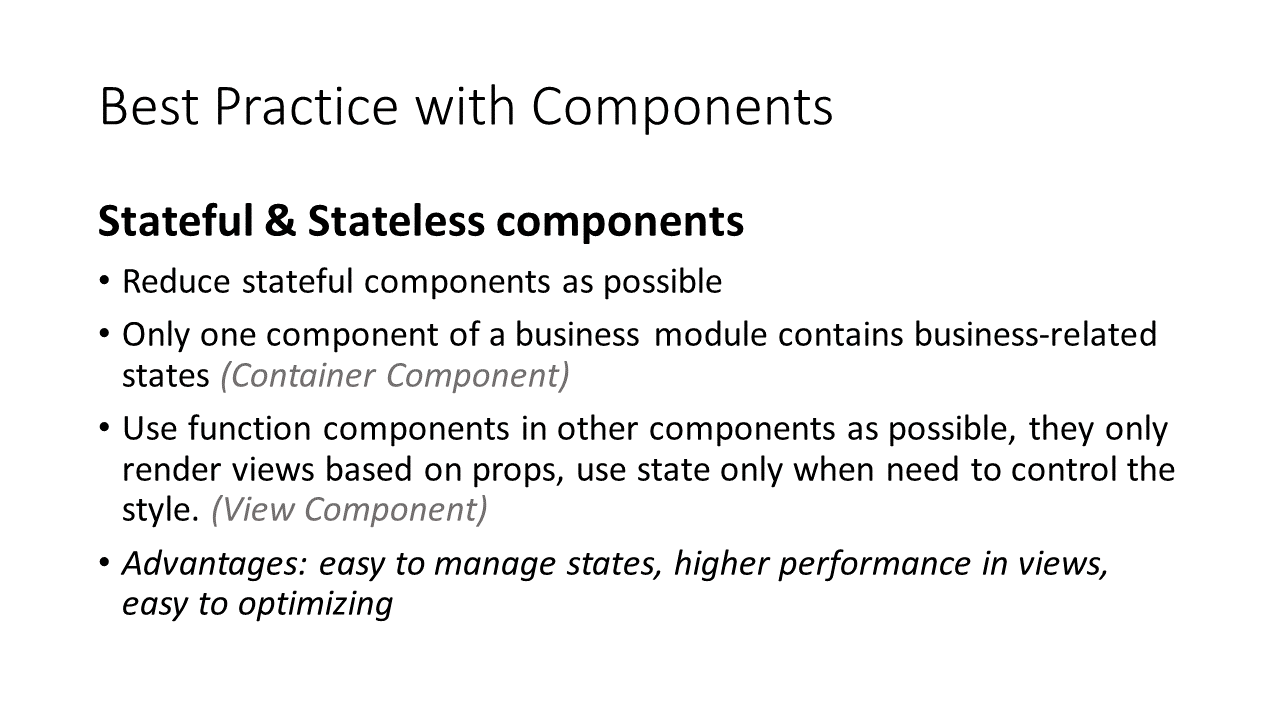 Best Practice with Components
Stateful & Stateless components
• Reduce stateful components as possible
• Only one component of a business module contains business-related
states (Container Component)
• Use function components in other components as possible, they only
render views based on props, use state only when need to control the
style. (View Component)
• Advantages: easy to manage states, higher performance in views,
easy to optimizing